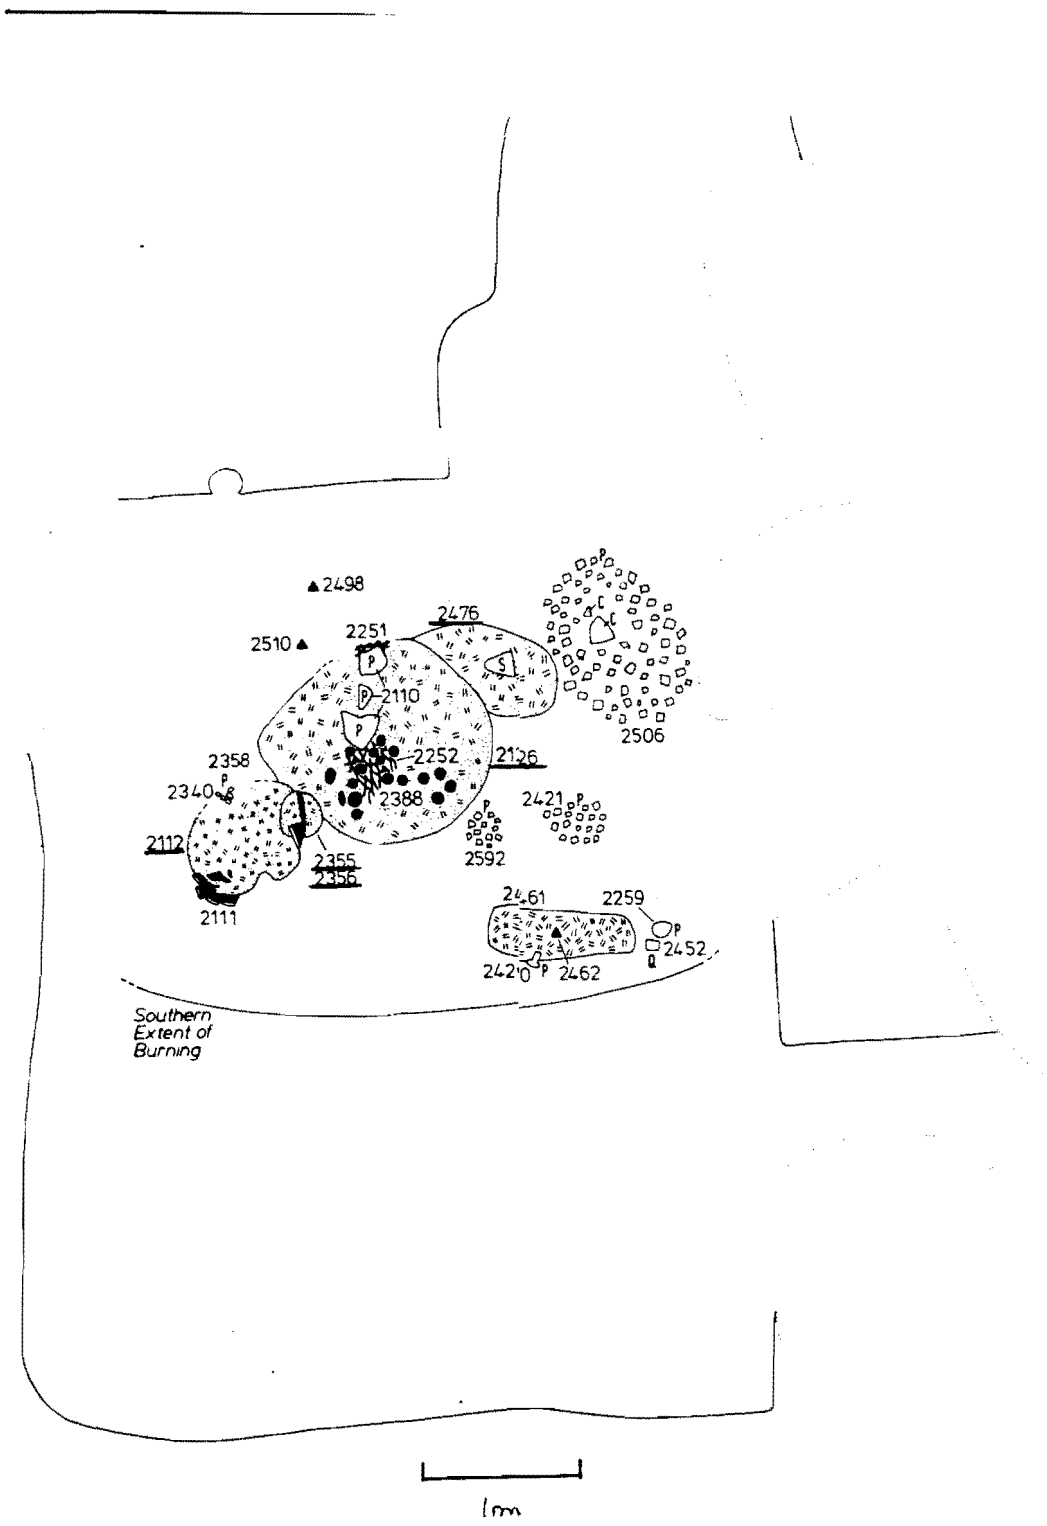 P
C
C
2498
2476
2251
2510
P
S
P
2110
P
2506
2358
2252
2126
P
2340
2388
2421 P
P
2112
2355
2592
2356
2461
2259
2111
P
2452
2420 P
2462
Q
Southern
Extent of
Burning
1m